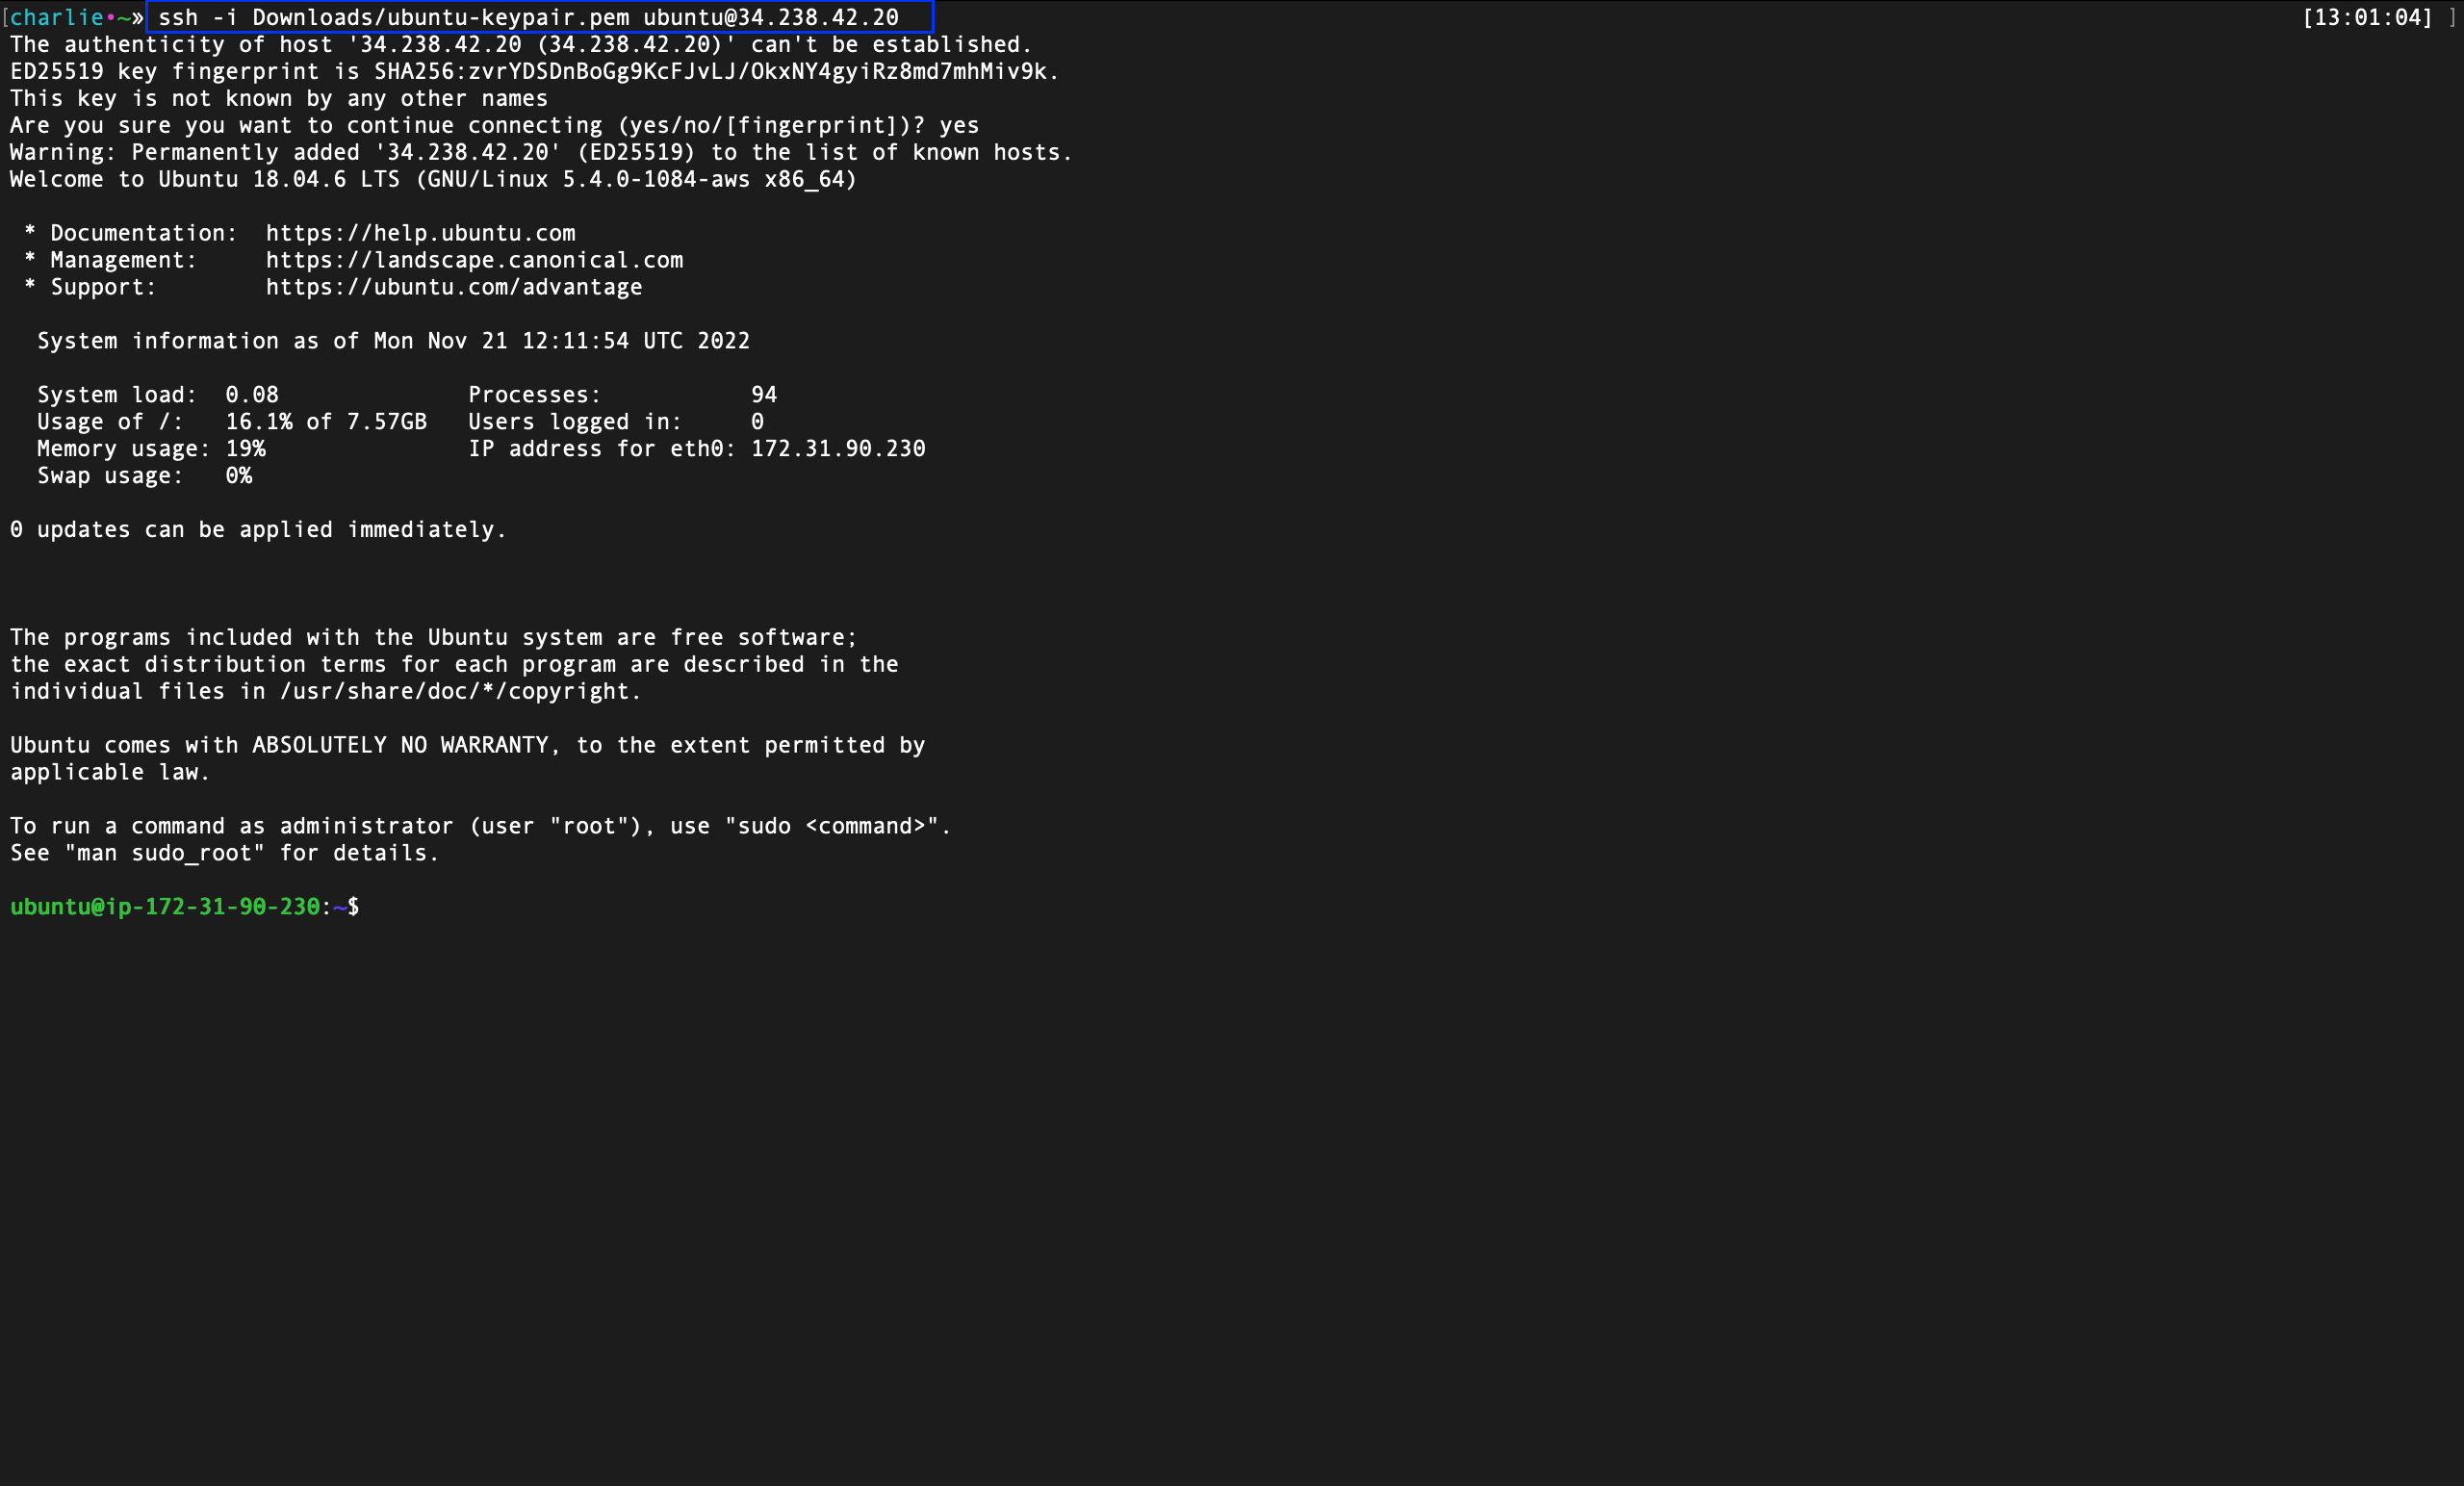 [charlie•~» ssh -i Downloads/ubuntu-keypair.pem ubuntu@34.238.42.20 [13:01:04] ]
The authenticity of host '34.238.42.20 (34.238.42.20)' can't be established.
ED25519 key fingerprint is SHA256:zvrYDSDnBoGg9KcFJvLJ/OkxNY4gyiRz8md7mhMiv9k.
This key is not known by any other names
Are you sure you want to continue connecting (yes/no/[fingerprint])? yes
Warning: Permanently added '34.238.42.20' (ED25519) to the list of known hosts.
Welcome to Ubuntu 18.04.6 LTS (GNU/Linux 5.4.0-1084-aws x86_64)

 * Documentation:  https://help.ubuntu.com
 * Management:     https://landscape.canonical.com
 * Support:        https://ubuntu.com/advantage

  System information as of Mon Nov 21 12:11:54 UTC 2022

  System load:  0.08              Processes:           94
  Usage of /:   16.1% of 7.57GB   Users logged in:     0
  Memory usage: 19%               IP address for eth0: 172.31.90.230
  Swap usage:   0%

0 updates can be applied immediately.

The programs included with the Ubuntu system are free software;
the exact distribution terms for each program are described in the
individual files in /usr/share/doc/*/copyright.

Ubuntu comes with ABSOLUTELY NO WARRANTY, to the extent permitted by
applicable law.

To run a command as administrator (user "root"), use "sudo <command>".
See "man sudo_root" for details.

ubuntu@ip-172-31-90-230:~$